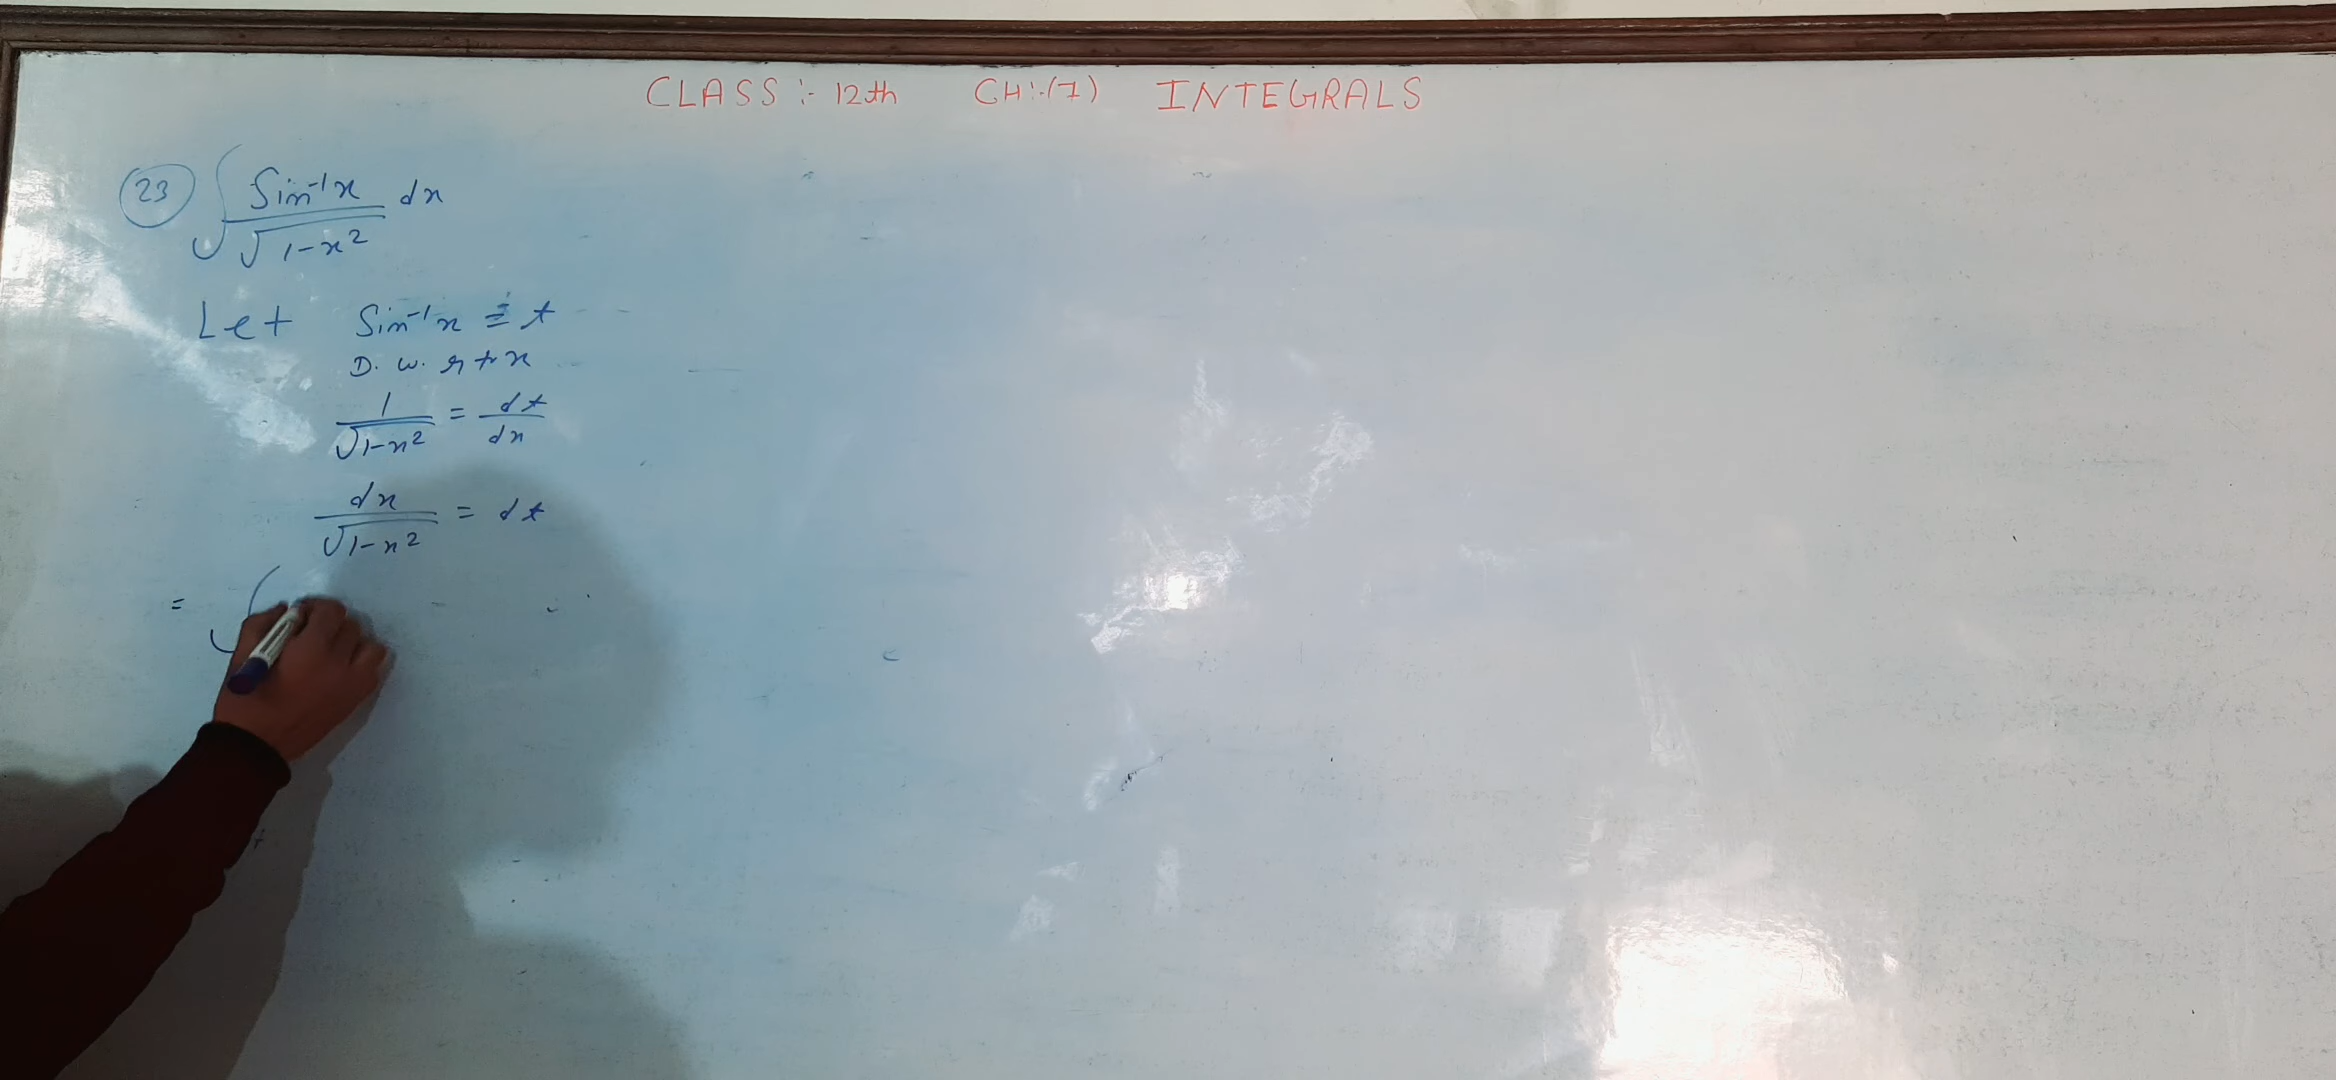 CLASS :- 12th CH:-(7) INTEGRALS
(23) ∫ Sin⁻¹x / √1-x² dx
Let Sin⁻¹x = t
D. w. r t x
1 / √1-x² = dt / dx
dx / √1-x² = dt
= ∫